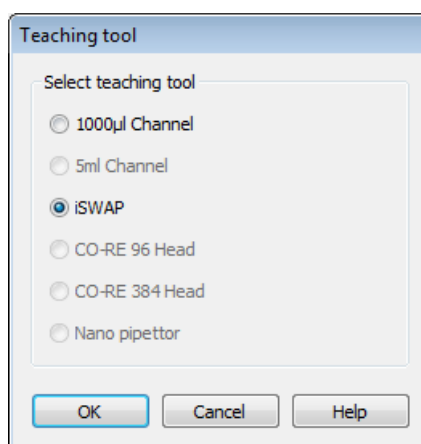 Teaching tool
Select teaching tool
1000µl Channel
5ml Channel
iSWAP
CO-RE 96 Head
CO-RE 384 Head
Nano pipettor
OK Cancel Help